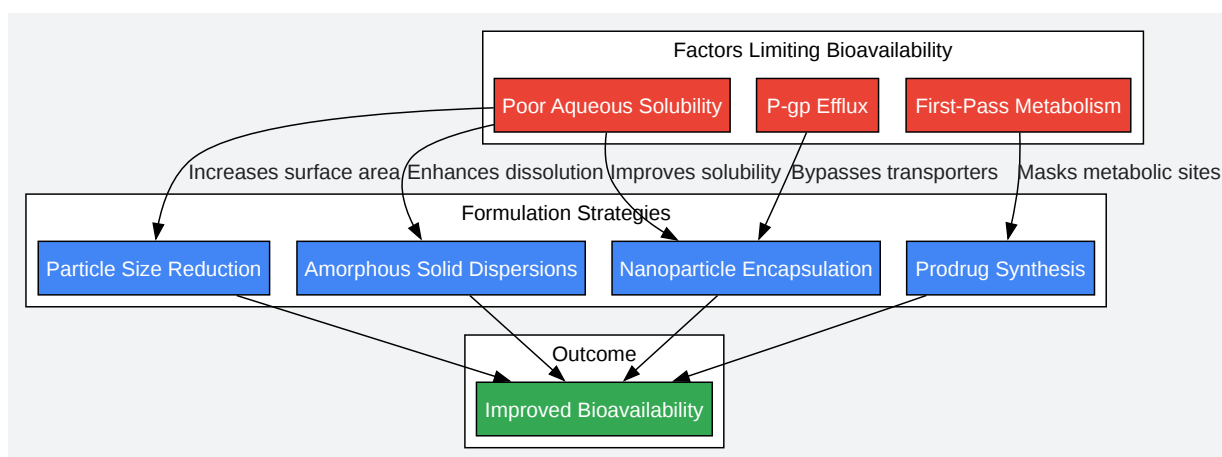 Factors Limiting Bioavailability
Poor Aqueous Solubility
P-gp Efflux
First-Pass Metabolism
Increases surface area
Enhances dissolution
Improves solubility
Bypasses transporters
Masks metabolic sites
Formulation Strategies
Particle Size Reduction
Amorphous Solid Dispersions
Nanoparticle Encapsulation
Prodrug Synthesis
Outcome
Improved Bioavailability